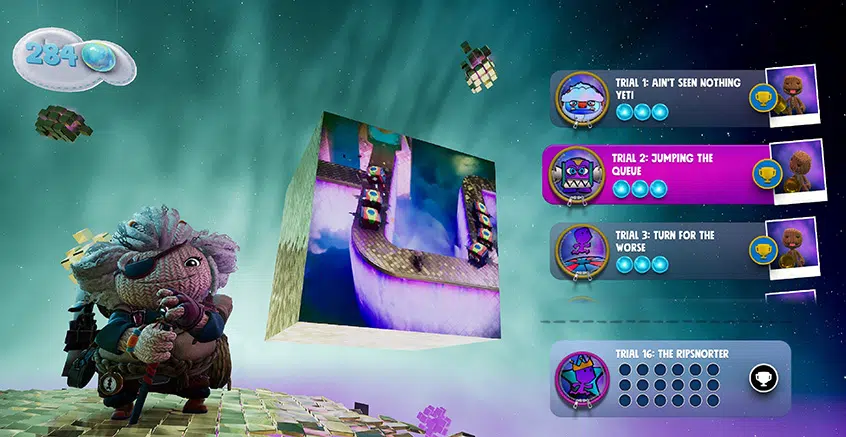 284
TRIAL 1: AIN'T SEEN NOTHING
YETI
TRIAL 2: JUMPING THE
QUEUE
TRIAL 3: TURN FOR THE
WORSE
TRIAL 16: THE RIPSNORTER